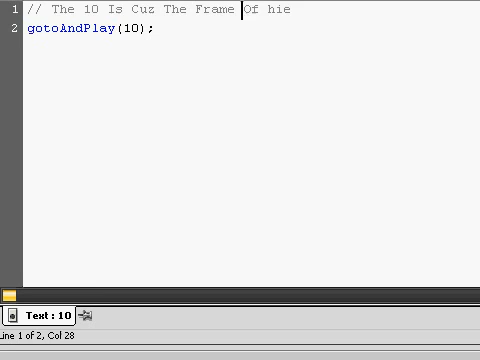 1 // The 10 Is Cuz The Frame Of hie
2 gotoAndPlay(10);
Text : 10
Line 1 of 2, Col 28